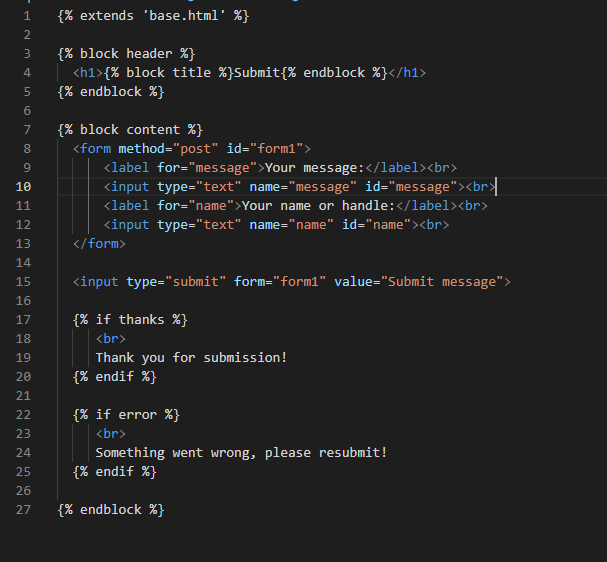 1 {% extends 'base.html' %}
2
3 {% block header %}
4 <h1>{% block title %}Submit{% endblock %}</h1>
5 {% endblock %}
6
7 {% block content %}
8 <form method="post" id="form1">
9 <label for="message">Your message:</label><br>
10 <input type="text" name="message" id="message"><br>
11 <label for="name">Your name or handle:</label><br>
12 <input type="text" name="name" id="name"><br>
13 </form>
14
15 <input type="submit" form="form1" value="Submit message">
16
17 {% if thanks %}
18 <br>
19 Thank you for submission!
20 {% endif %}
21
22 {% if error %}
23 <br>
24 Something went wrong, please resubmit!
25 {% endif %}
26
27 {% endblock %}